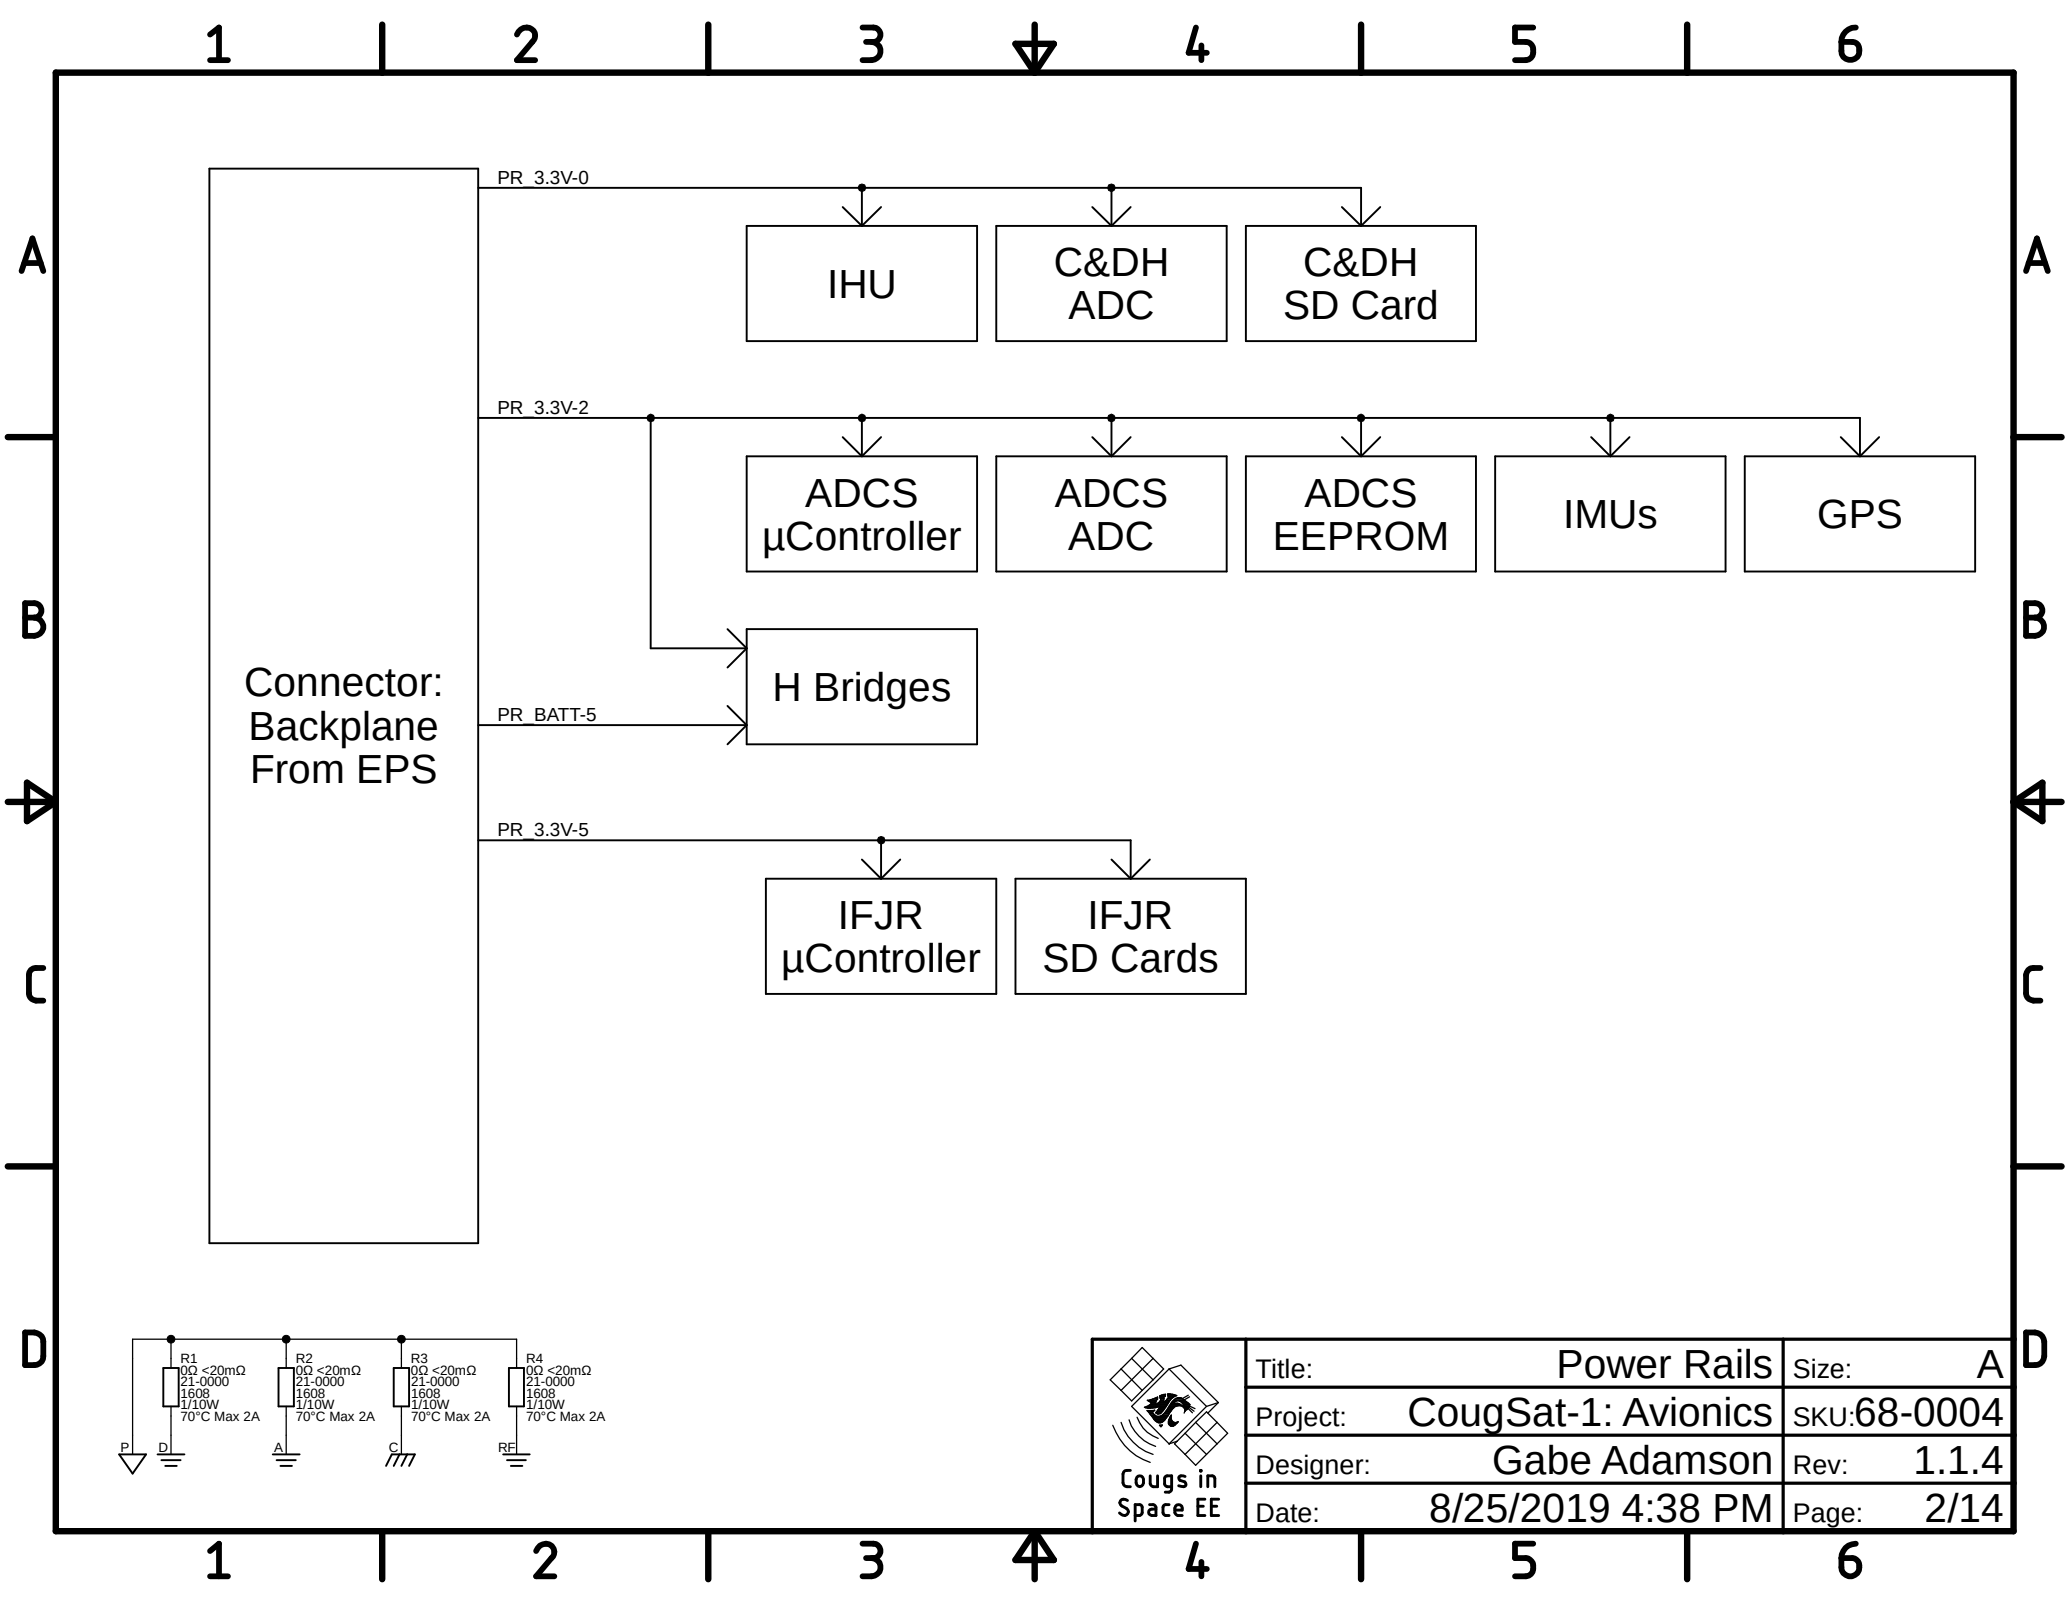 1 2 3 4 5 6
A A
B B
C C
D D
PR_3.3V-0
IHU
C&DH
ADC
C&DH
SD Card
PR_3.3V-2
ADCS
µController
ADCS
ADC
ADCS
EEPROM
IMUs
GPS
H Bridges
Connector:
Backplane
From EPS
PR_BATT-5
PR_3.3V-5
IFJR
µController
IFJR
SD Cards
R1
0Ω <20mΩ
21-0000
1608
1/10W
70°C Max 2A
R2
0Ω <20mΩ
21-0000
1608
1/10W
70°C Max 2A
R3
0Ω <20mΩ
21-0000
1608
1/10W
70°C Max 2A
R4
0Ω <20mΩ
21-0000
1608
1/10W
70°C Max 2A
P D A C RF
Cougs in
Space EE
Title: Power Rails Size: A
Project: CougSat-1: Avionics SKU:68-0004
Designer: Gabe Adamson Rev: 1.1.4
Date: 8/25/2019 4:38 PM Page: 2/14
1 2 3 4 5 6